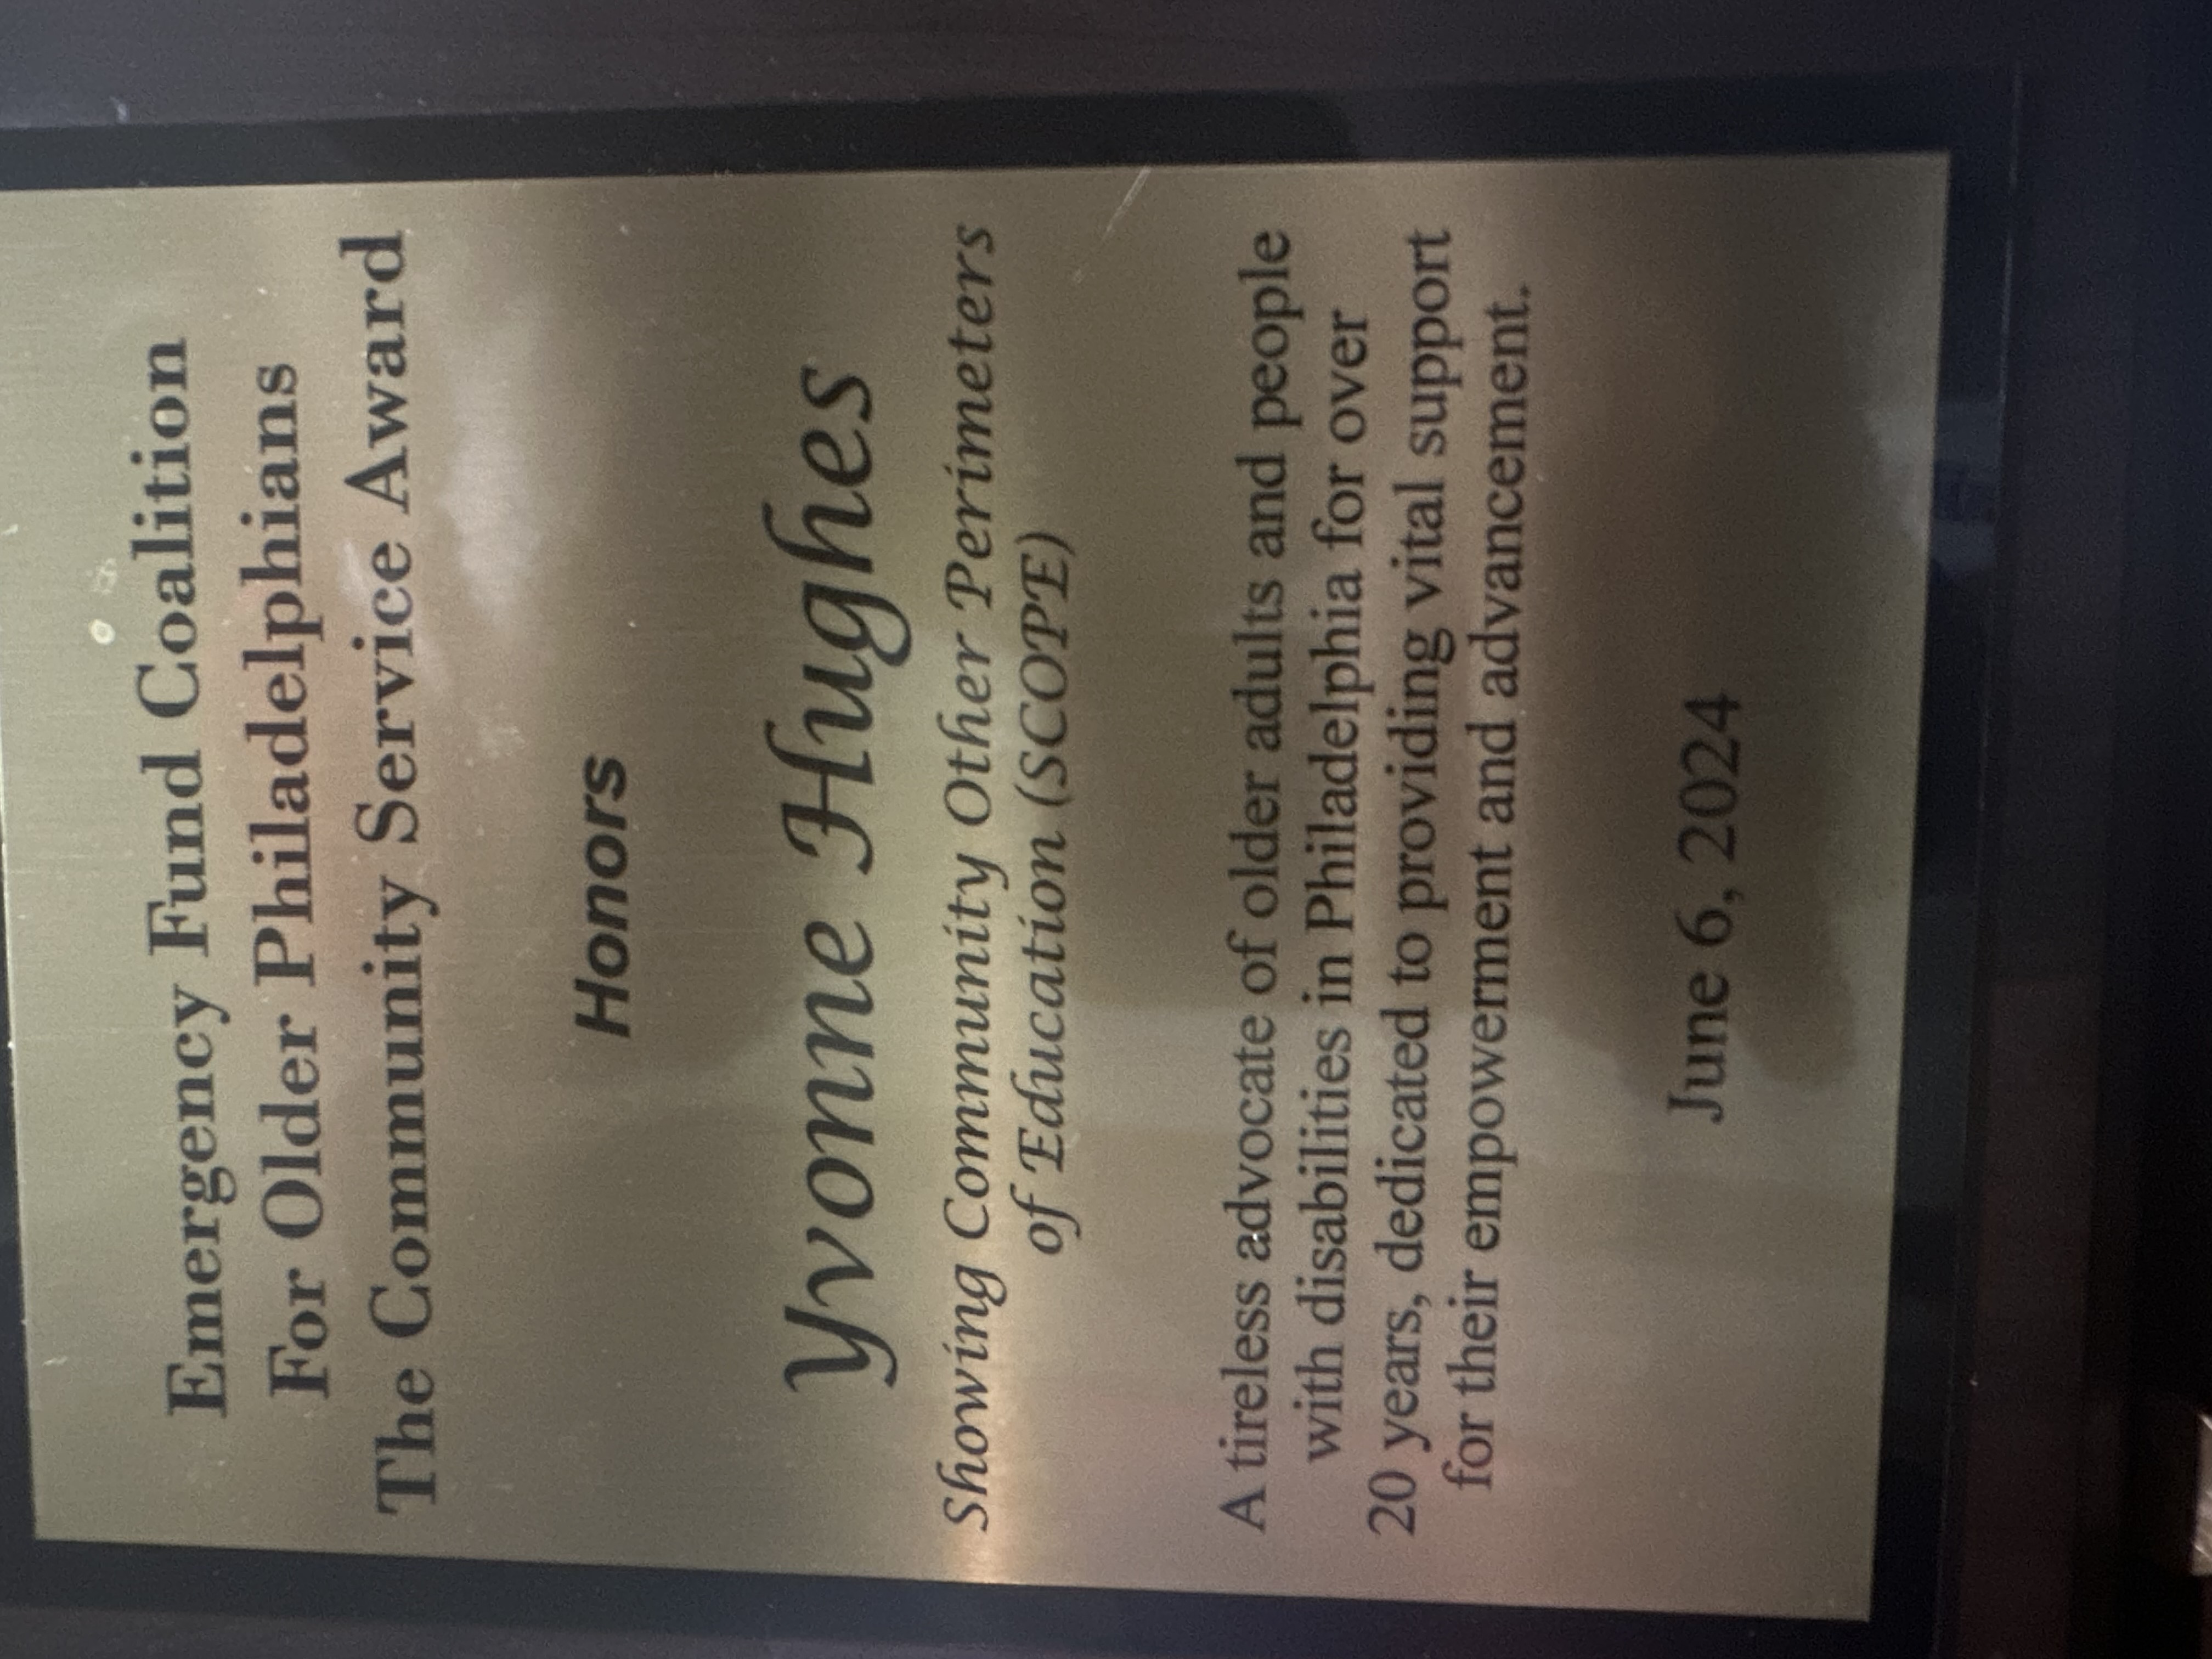 Emergency Fund Coalition
For Older Philadelphians
The Community Service Award
Honors
Yvonne Hughes
Showing Community Other Perimeters
of Education (SCOPE)
A tireless advocate of older adults and people
with disabilities in Philadelphia for over
20 years, dedicated to providing vital support
for their empowerment and advancement.
June 6, 2024